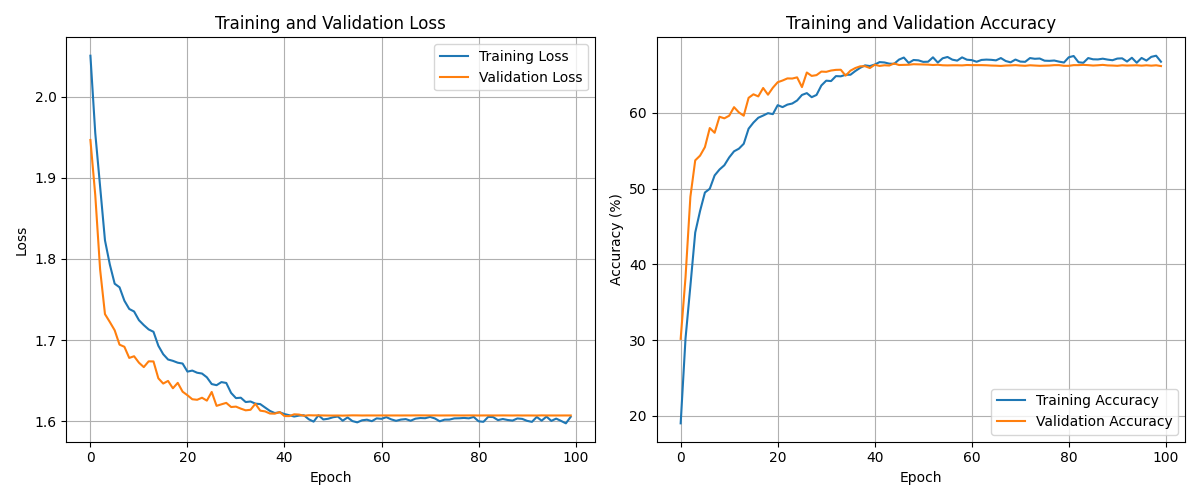 Training and Validation Loss
Training Loss
Validation Loss
2.0
1.9
1.8
1.7
1.6
Loss
0 20 40 60 80 100
Epoch
Training and Validation Accuracy
60
50
40
30
20
Accuracy (%)
Training Accuracy
Validation Accuracy
0 20 40 60 80 100
Epoch